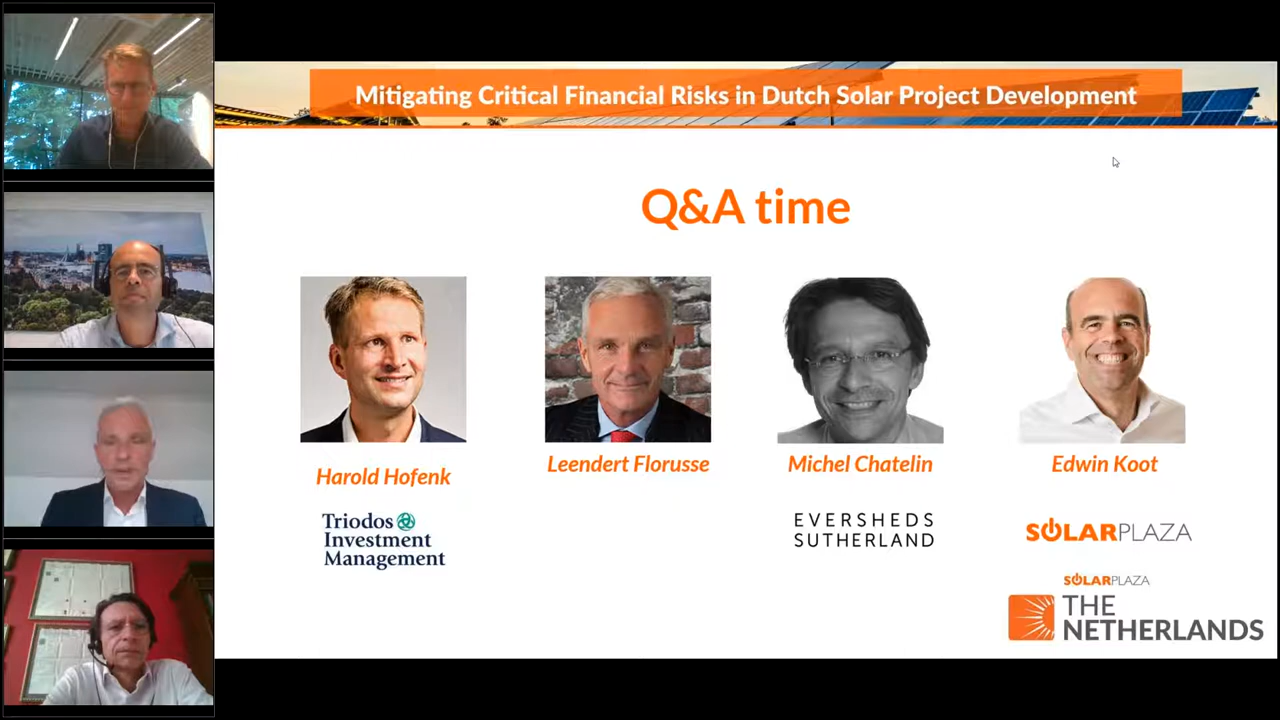 Mitigating Critical Financial Risks in Dutch Solar Project Development
Q&A time
Harold Hofenk
Leendert Florusse
Michel Chatelin
Edwin Koot
Triodos
Investment
Management
EVERSHEDS
SUTHERLAND
SOLARPLAZA
SOLARPLAZA
THE
NETHERLANDS